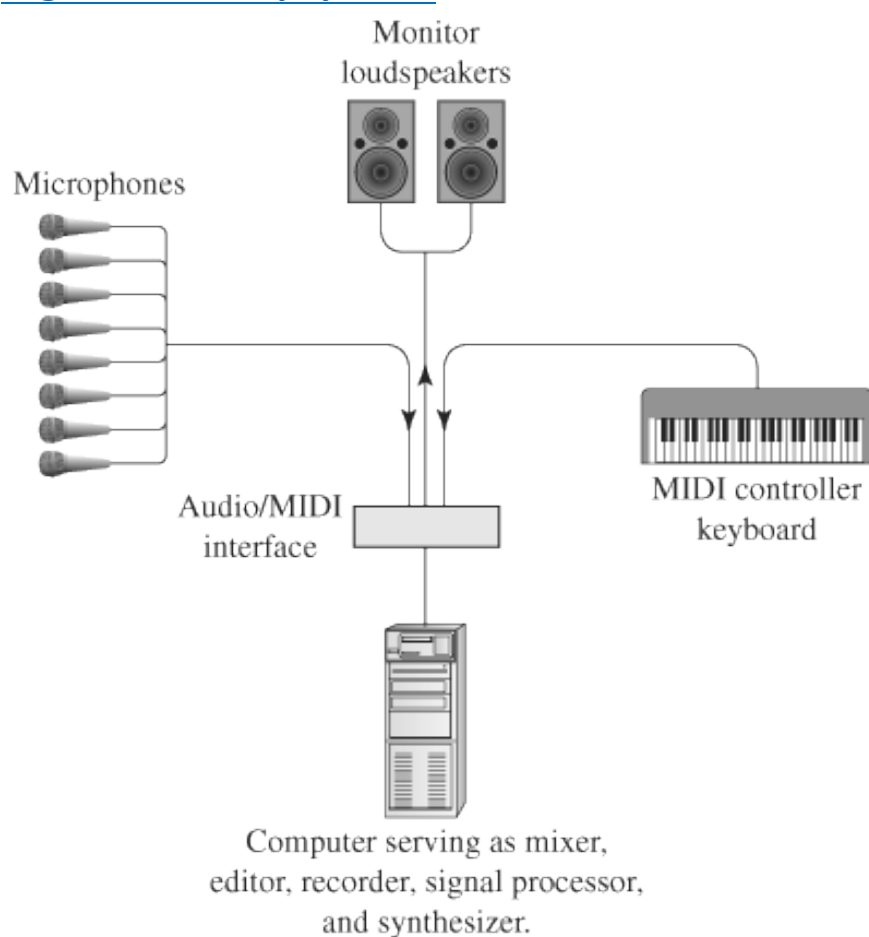 Monitor
loudspeakers
Microphones
Audio/MIDI
interface
MIDI controller
keyboard
Computer serving as mixer,
editor, recorder, signal processor,
and synthesizer.